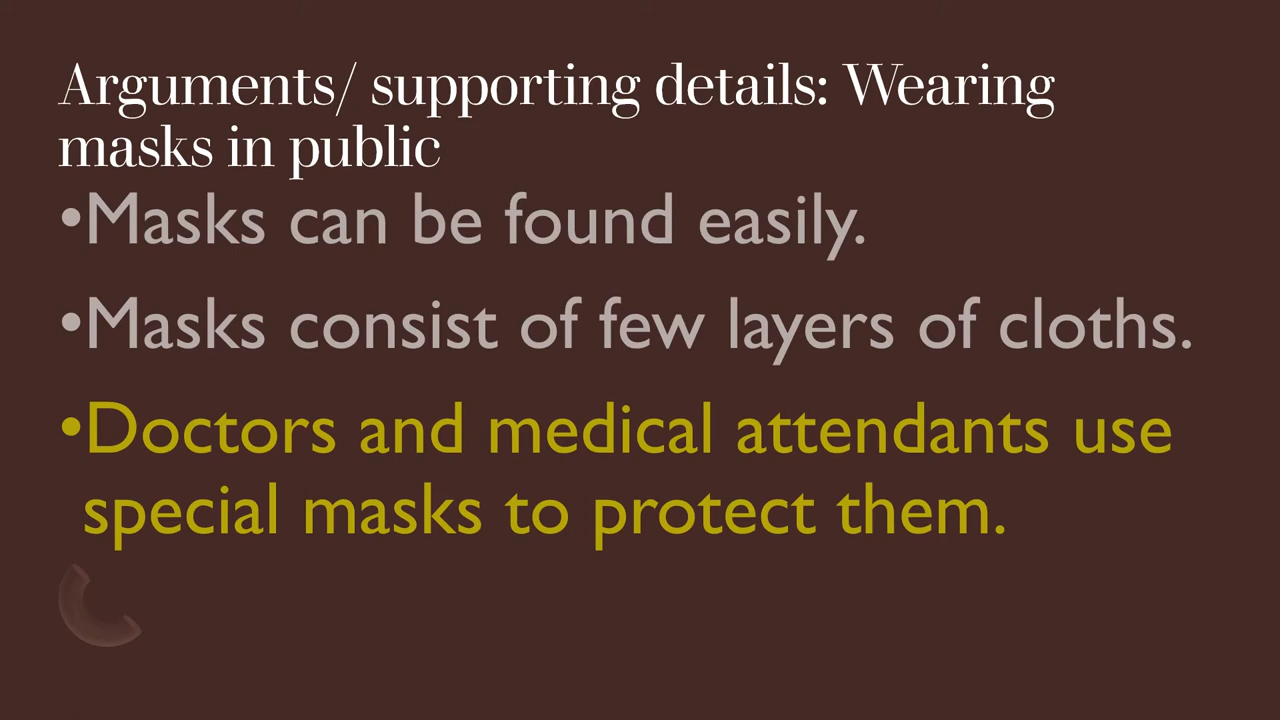 Arguments/ supporting details: Wearing
masks in public
•Masks can be found easily.
•Masks consist of few layers of cloths.
•Doctors and medical attendants use
special masks to protect them.